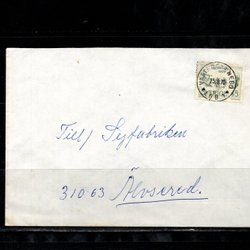 Till/ Syfabriken
310 63 Älvsered.